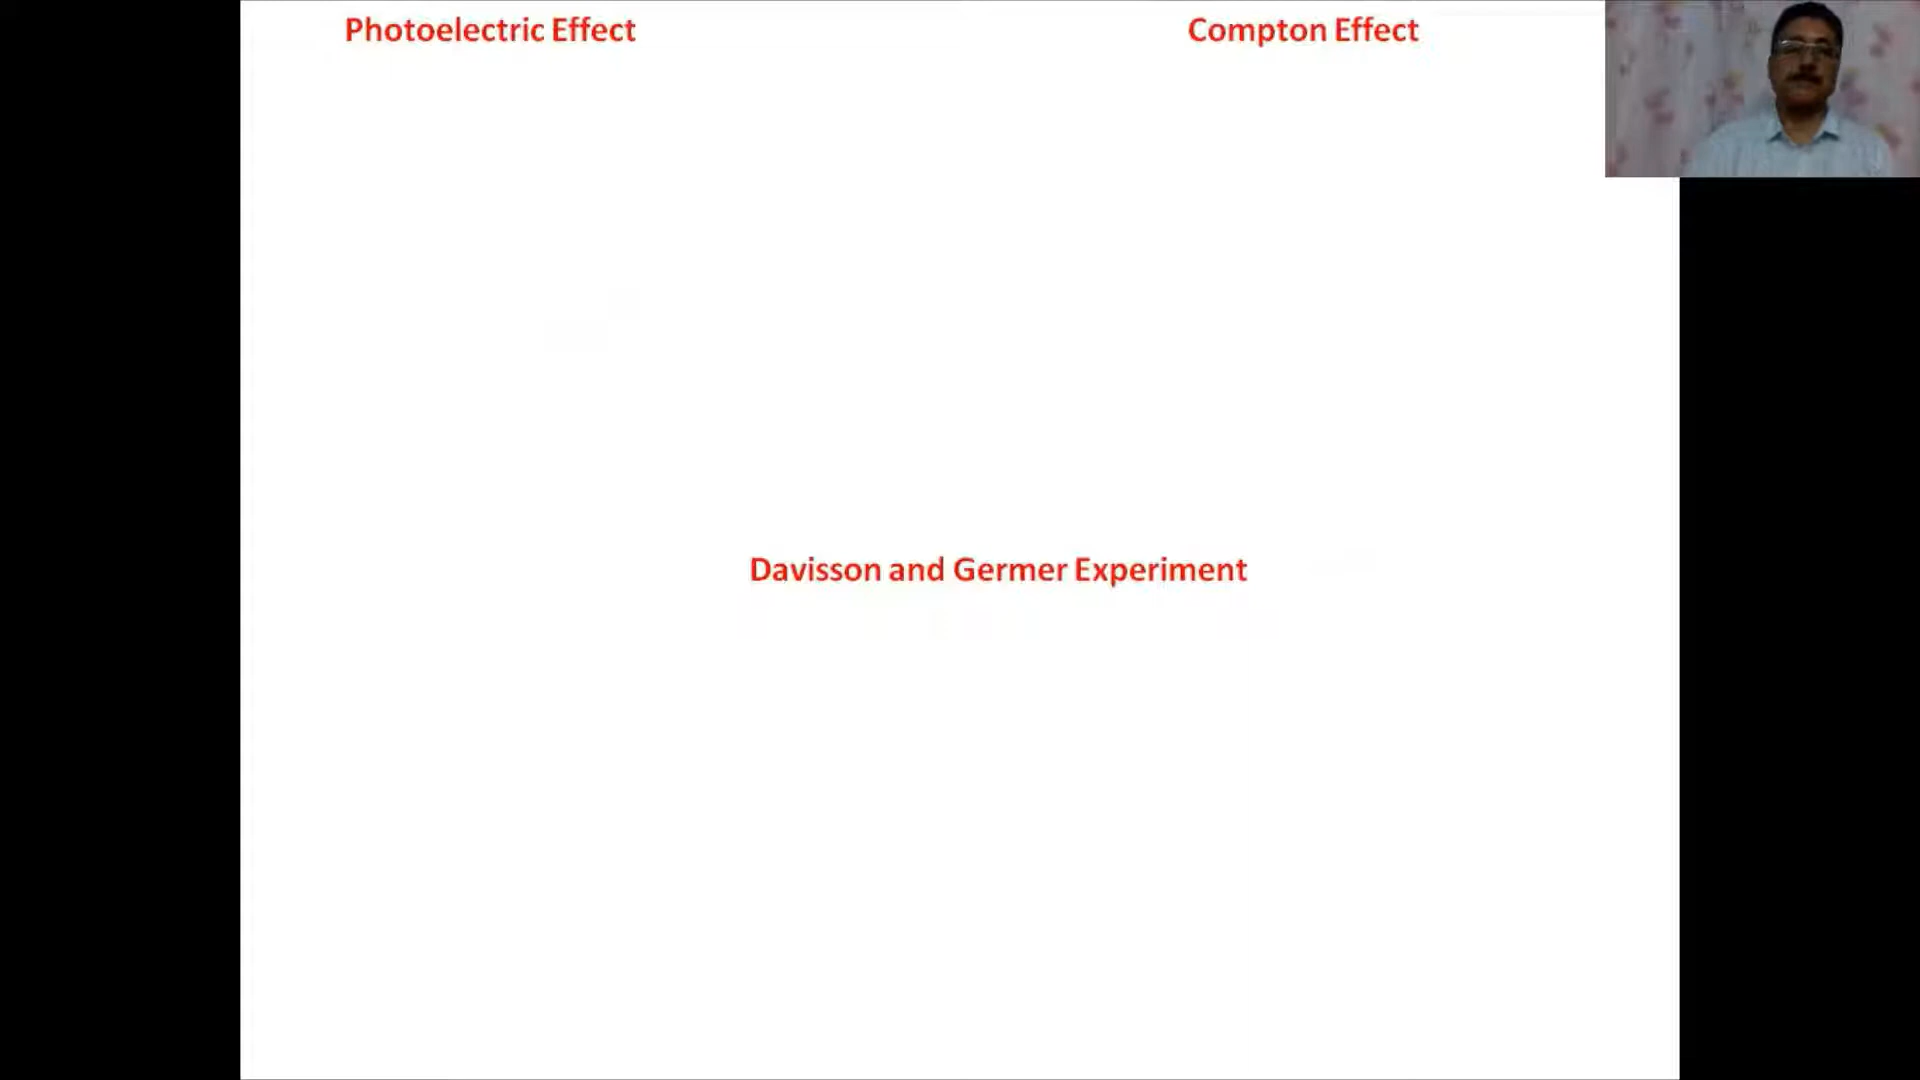 Photoelectric Effect
Compton Effect
Davisson and Germer Experiment